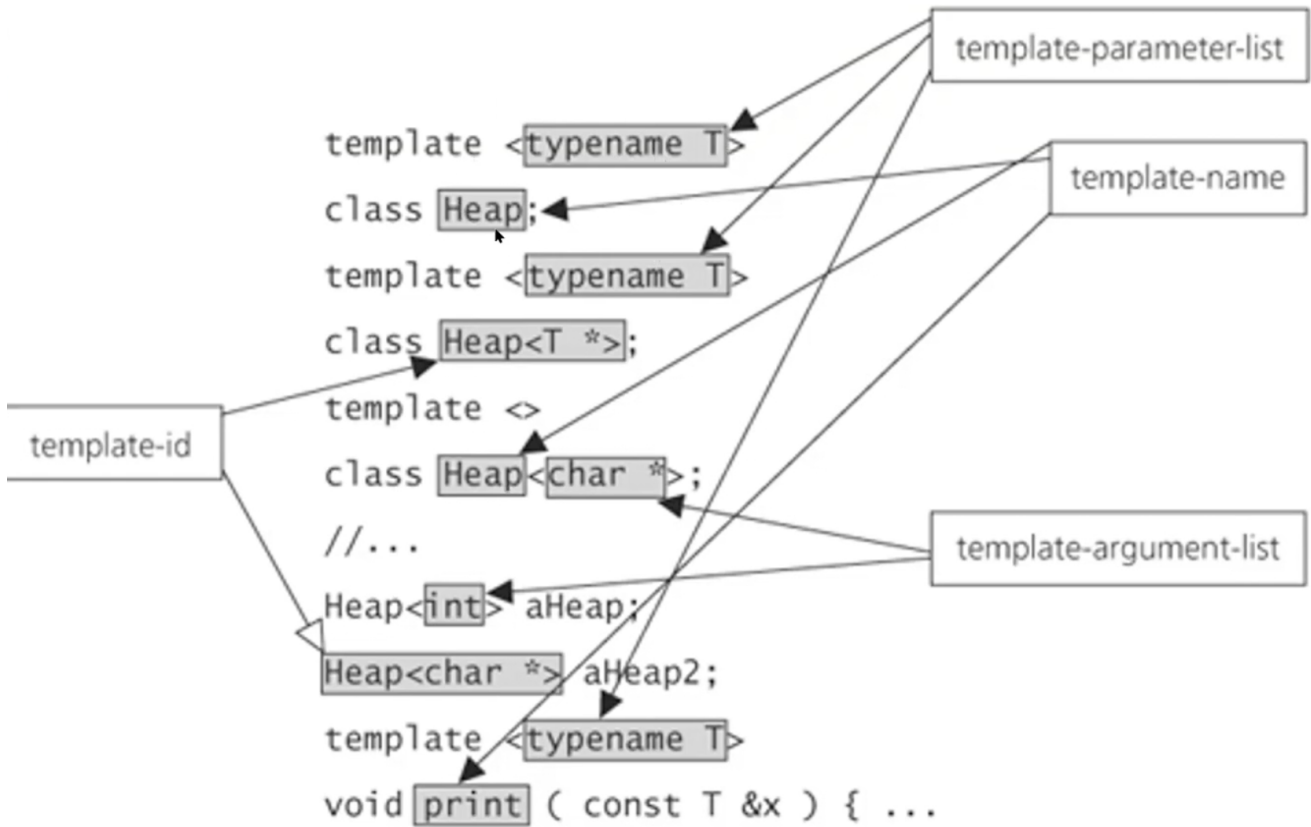 template-parameter-list
template <typename T>
template-name
class Heap;
template <typename T>
class Heap<T *>;
template <>
template-id
class Heap<char *>;
//...
template-argument-list
Heap<int> aHeap;
Heap<char *> aHeap2;
template <typename T>
void print ( const T &x ) { ...